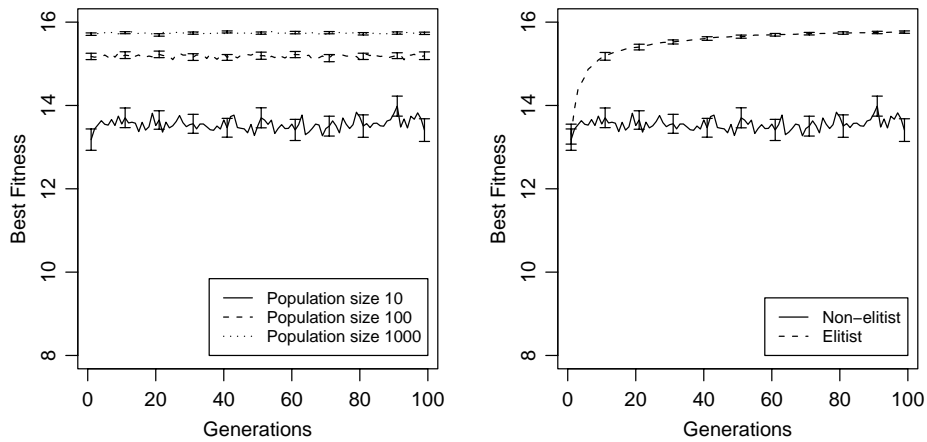 16
14
12
10
8
Best Fitness
Population size 10
Population size 100
Population size 1000
0 20 40 60 80 100
Generations
16
14
12
10
8
Best Fitness
Non−elitist
Elitist
0 20 40 60 80 100
Generations